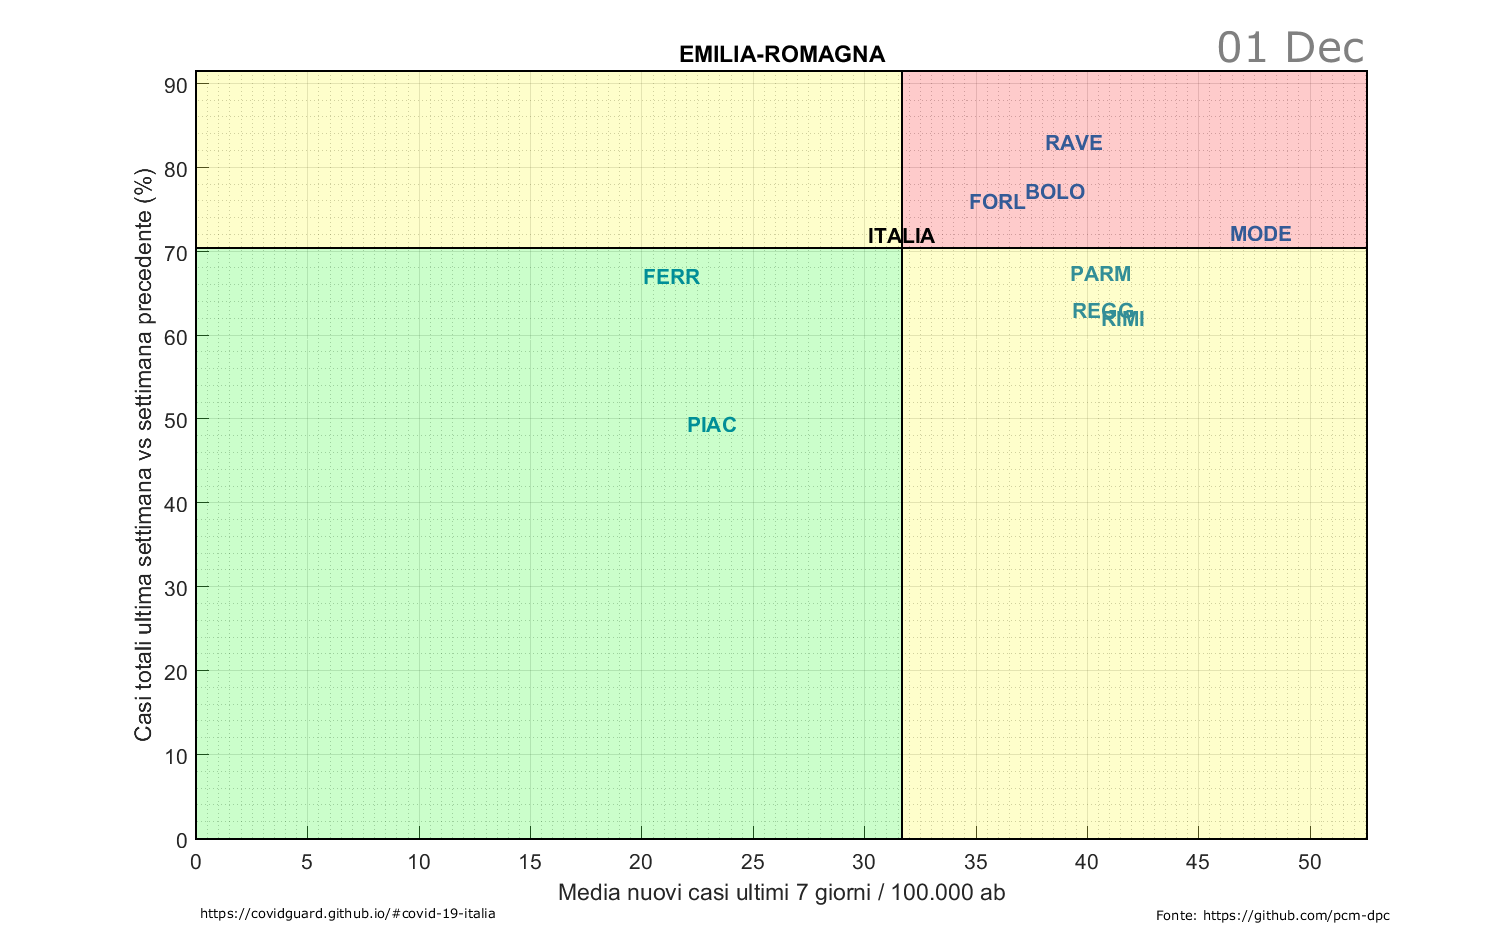 01 Dec
EMILIA-ROMAGNA
Casi totali ultima settimana vs settimana precedente (%)
90
80
70
60
50
40
30
20
10
0
RAVE
BOLO
FORL
MODE
ITALIA
PARM
FERR
REGG
RIMI
PIAC
0 5 10 15 20 25 30 35 40 45 50
Media nuovi casi ultimi 7 giorni / 100.000 ab
https://covidguard.github.io/#covid-19-italia
Fonte: https://github.com/pcm-dpc